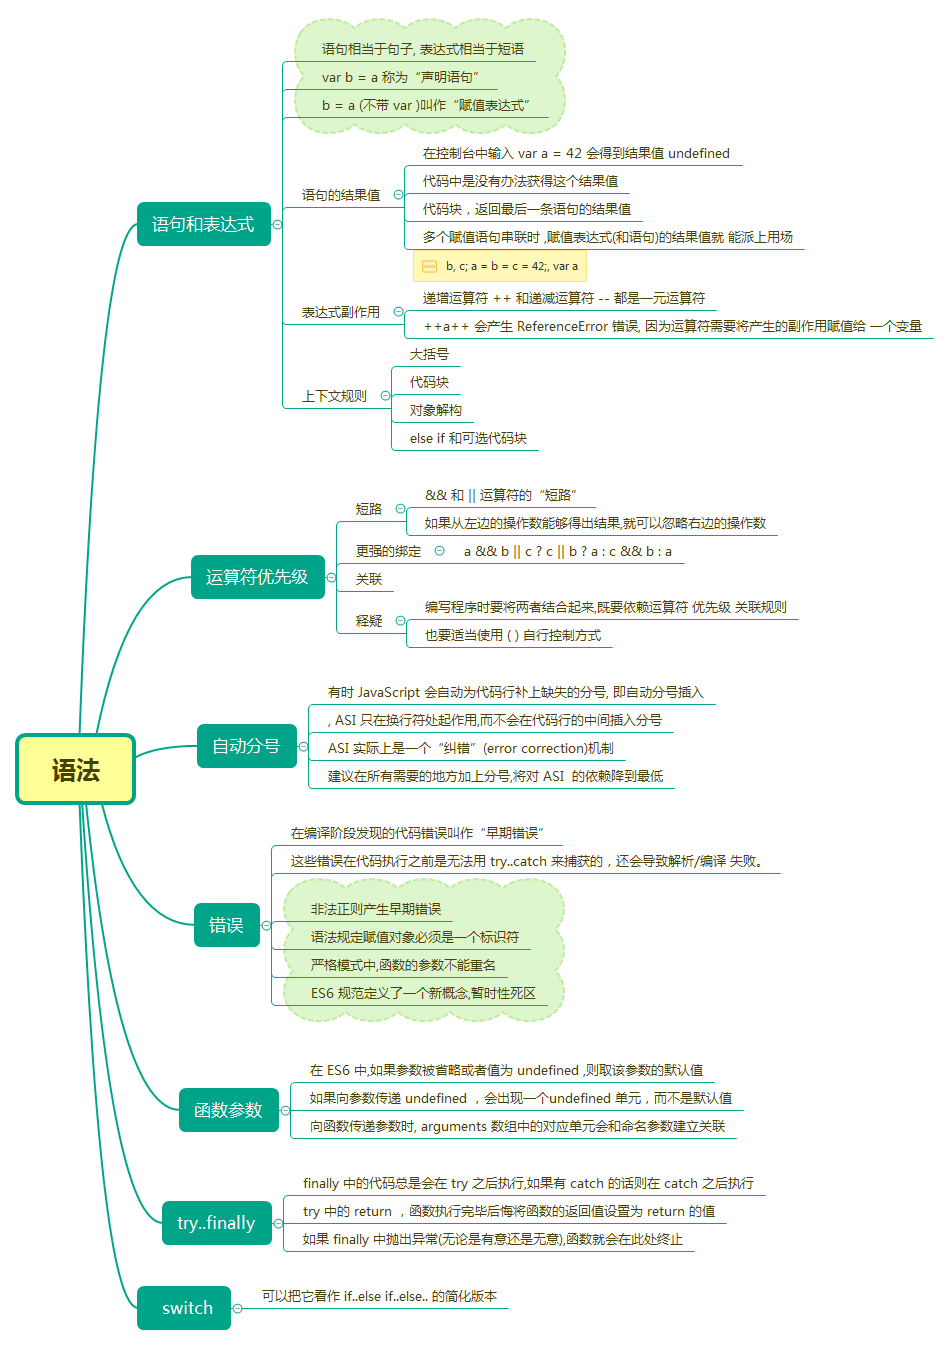 语法
语句和表达式
语句相当于句子, 表达式相当于短语
var b = a 称为“声明语句”
b = a (不带 var )叫作“赋值表达式”
语句的结果值
在控制台中输入 var a = 42 会得到结果值 undefined
代码中是没有办法获得这个结果值
代码块，返回最后一条语句的结果值
多个赋值语句串联时 ,赋值表达式(和语句)的结果值就 能派上用场
b, c; a = b = c = 42;, var a
表达式副作用
递增运算符 ++ 和递减运算符 -- 都是一元运算符
++a++ 会产生 ReferenceError 错误, 因为运算符需要将产生的副作用赋值给 一个变量
上下文规则
大括号
代码块
对象解构
else if 和可选代码块
运算符优先级
短路
&& 和 || 运算符的“短路”
如果从左边的操作数能够得出结果,就可以忽略右边的操作数
更强的绑定
a && b || c ? c || b ? a : c && b : a
关联
释疑
编写程序时要将两者结合起来,既要依赖运算符 优先级 关联规则
也要适当使用 ( ) 自行控制方式
自动分号
有时 JavaScript 会自动为代码行补上缺失的分号, 即自动分号插入
, ASI 只在换行符处起作用,而不会在代码行的中间插入分号
ASI 实际上是一个“纠错”(error correction)机制
建议在所有需要的地方加上分号,将对 ASI  的依赖降到最低
错误
在编译阶段发现的代码错误叫作“早期错误”
这些错误在代码执行之前是无法用 try..catch 来捕获的，还会导致解析/编译 失败。
非法正则产生早期错误
语法规定赋值对象必须是一个标识符
严格模式中,函数的参数不能重名
ES6 规范定义了一个新概念,暂时性死区
函数参数
在 ES6 中,如果参数被省略或者值为 undefined ,则取该参数的默认值
如果向参数传递 undefined ，会出现一个undefined 单元，而不是默认值
向函数传递参数时, arguments 数组中的对应单元会和命名参数建立关联
try..finally
finally 中的代码总是会在 try 之后执行,如果有 catch 的话则在 catch 之后执行
try 中的 return ，函数执行完毕后悔将函数的返回值设置为 return 的值
如果 finally 中抛出异常(无论是有意还是无意),函数就会在此处终止
switch
可以把它看作 if..else if..else.. 的简化版本